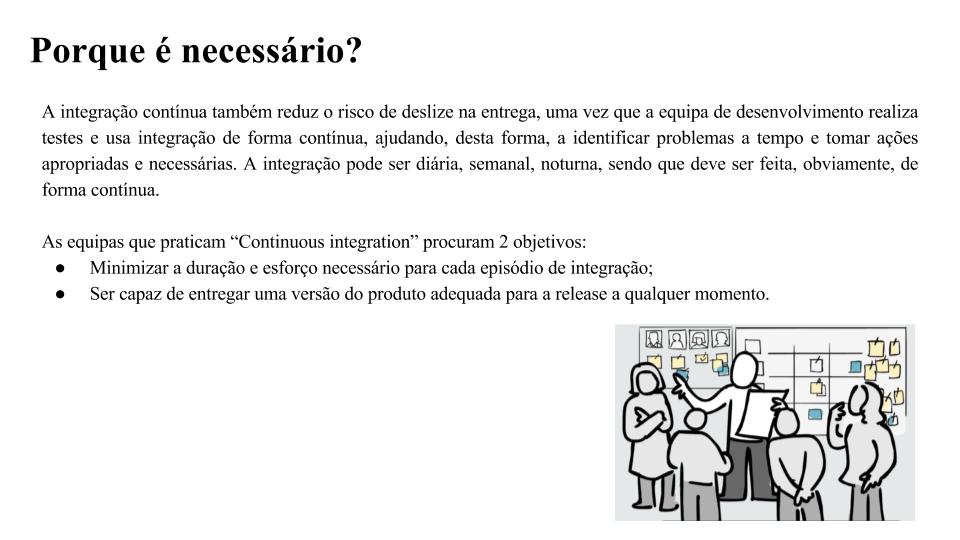 Porque é necessário?
A integração contínua também reduz o risco de deslize na entrega, uma vez que a equipa de desenvolvimento realiza
testes e usa integração de forma contínua, ajudando, desta forma, a identificar problemas a tempo e tomar ações
apropriadas e necessárias. A integração pode ser diária, semanal, noturna, sendo que deve ser feita, obviamente, de
forma contínua.
As equipas que praticam “Continuous integration” procuram 2 objetivos:
● Minimizar a duração e esforço necessário para cada episódio de integração;
● Ser capaz de entregar uma versão do produto adequada para a release a qualquer momento.